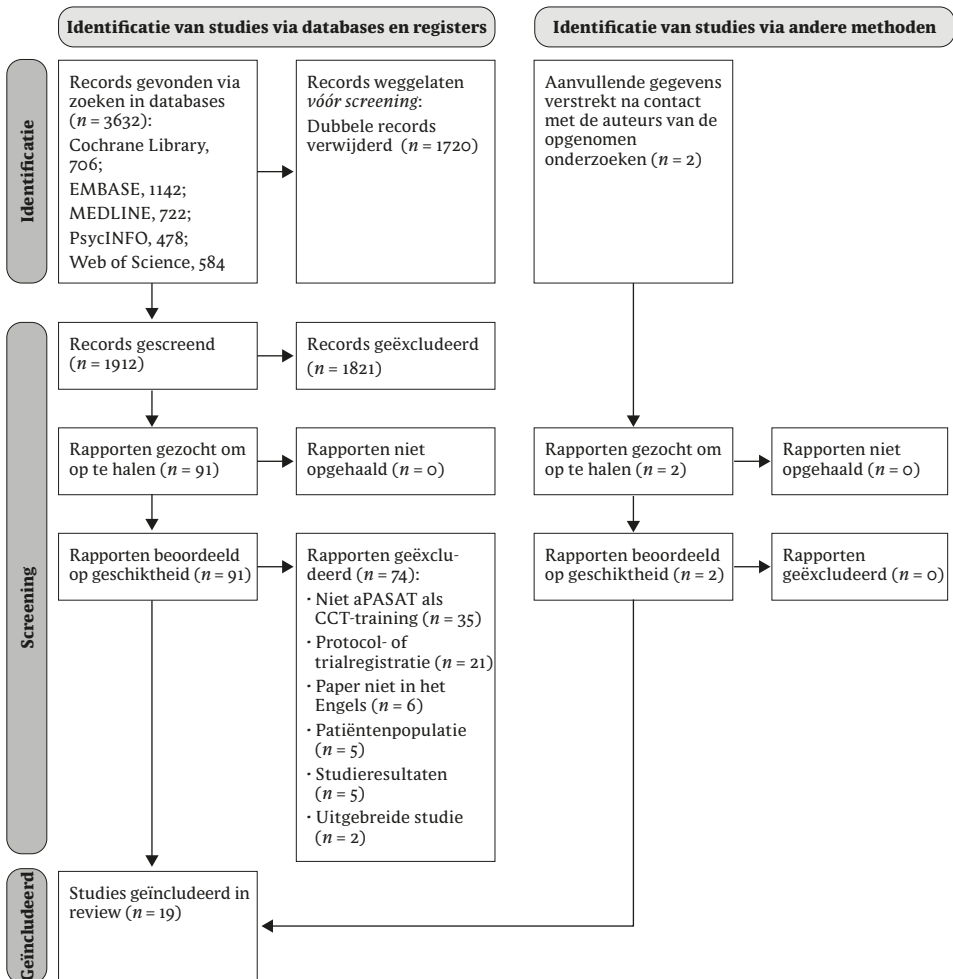 Identificatie van studies via databases en registers
Identificatie van studies via andere methoden
Identificatie
Records gevonden via
zoeken in databases
(n = 3632):
Cochrane Library,
706;
EMBASE, 1142;
MEDLINE, 722;
PsycINFO, 478;
Web of Science, 584
Records weggelaten
vóór screening:
Dubbele records
verwijderd (n = 1720)
Aanvullende gegevens
verstrekt na contact
met de auteurs van de
opgenomen
onderzoeken (n = 2)
Screening
Records gescreend
(n = 1912)
Records geëxcludeerd
(n = 1821)
Rapporten gezocht om
op te halen (n = 91)
Rapporten niet
opgehaald (n = 0)
Rapporten gezocht om
op te halen (n = 2)
Rapporten niet
opgehaald (n = 0)
Rapporten beoordeeld
op geschiktheid (n = 91)
Rapporten geëxclu-
deerd (n = 74):
· Niet aPASAT als
CCT-training (n = 35)
· Protocol- of
trialregistratie (n = 21)
· Paper niet in het
Engels (n = 6)
· Patiëntenpopulatie
(n = 5)
· Studieresultaten
(n = 5)
· Uitgebreide studie
(n = 2)
Rapporten beoordeeld
op geschiktheid (n = 2)
Rapporten
geëxcludeerd (n = 0)
Geïncludeerd
Studies geïncludeerd in
review (n = 19)